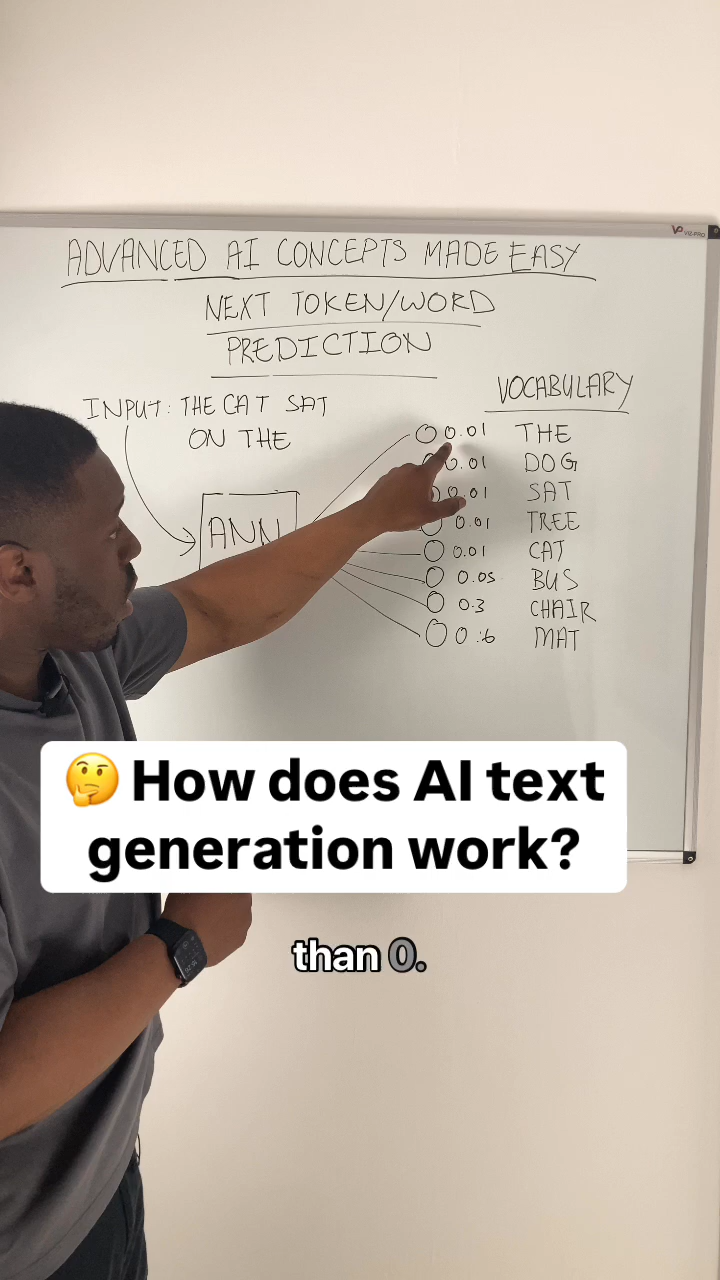 VIZ-PRO
ADVANCED AI CONCEPTS MADE EASY
NEXT TOKEN/WORD
PREDICTION
VOCABULARY
INPUT: THE CAT SAT
ON THE
ANN
0.01 THE
0.01 DOG
0.01 SAT
0.01 TREE
0.01 CAT
0.05 BUS
0.3 CHAIR
0.6 MAT
🤔 How does AI text
generation work?
than 0.